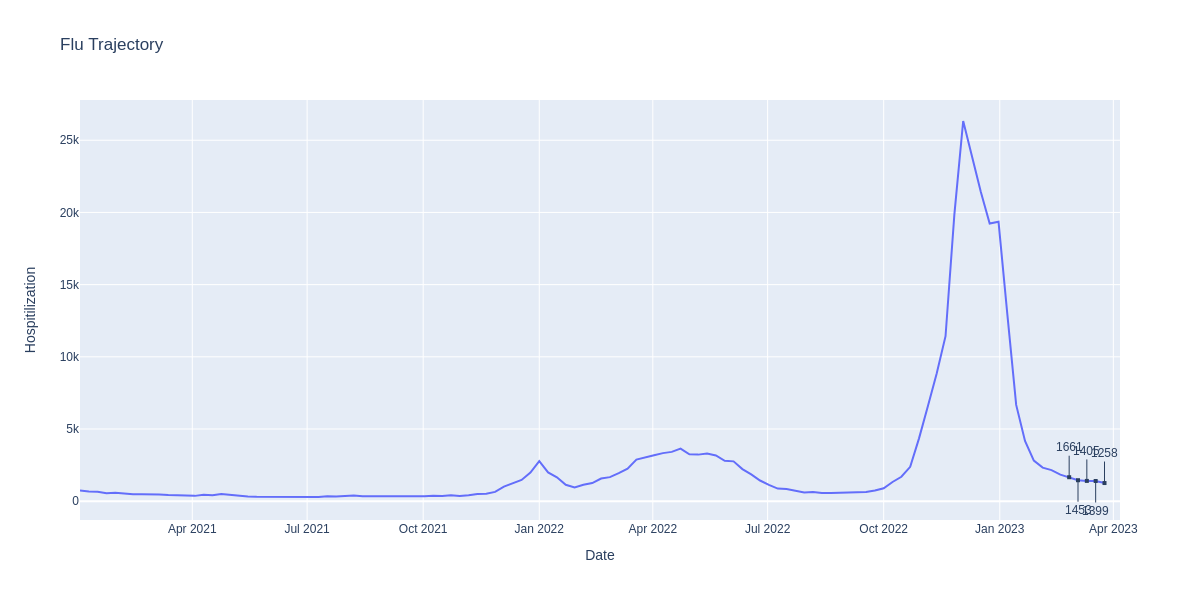 Flu Trajectory
Hospitilization
25k
20k
15k
10k
5k
0
1661
1405
1258
1453
1399
Apr 2021
Jul 2021
Oct 2021
Jan 2022
Apr 2022
Jul 2022
Oct 2022
Jan 2023
Apr 2023
Date